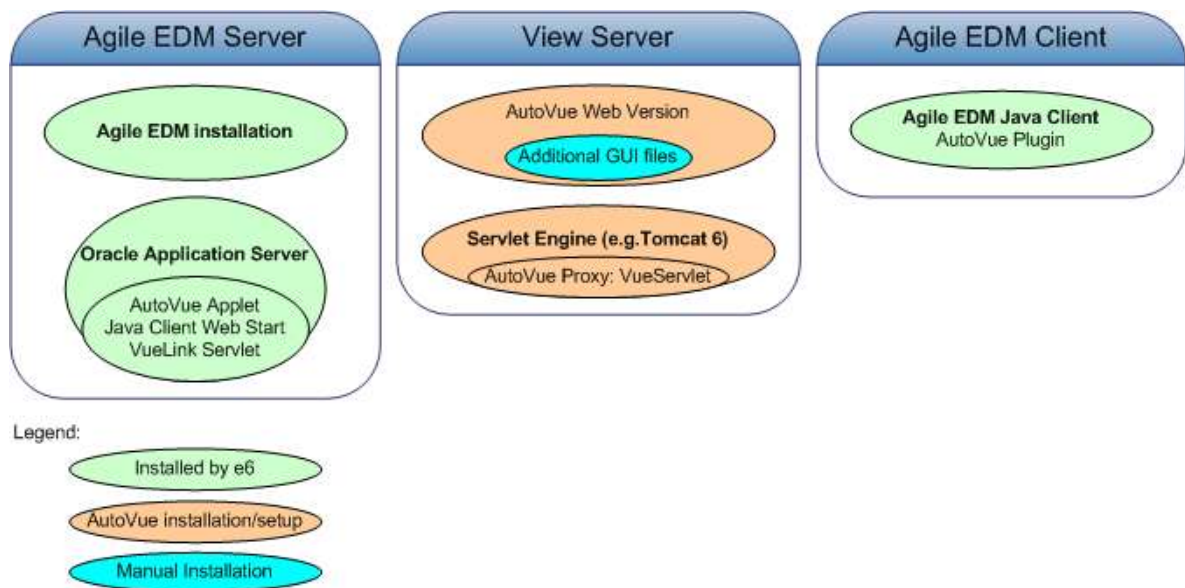 Agile EDM Server
Agile EDM installation
Oracle Application Server
AutoVue Applet
Java Client Web Start
VueLink Servlet
View Server
AutoVue Web Version
Additional GUI files
Servlet Engine (e.g.Tomcat 6)
AutoVue Proxy: VueServlet
Agile EDM Client
Agile EDM Java Client
AutoVue Plugin
Legend:
Installed by e6
AutoVue installation/setup
Manual Installation